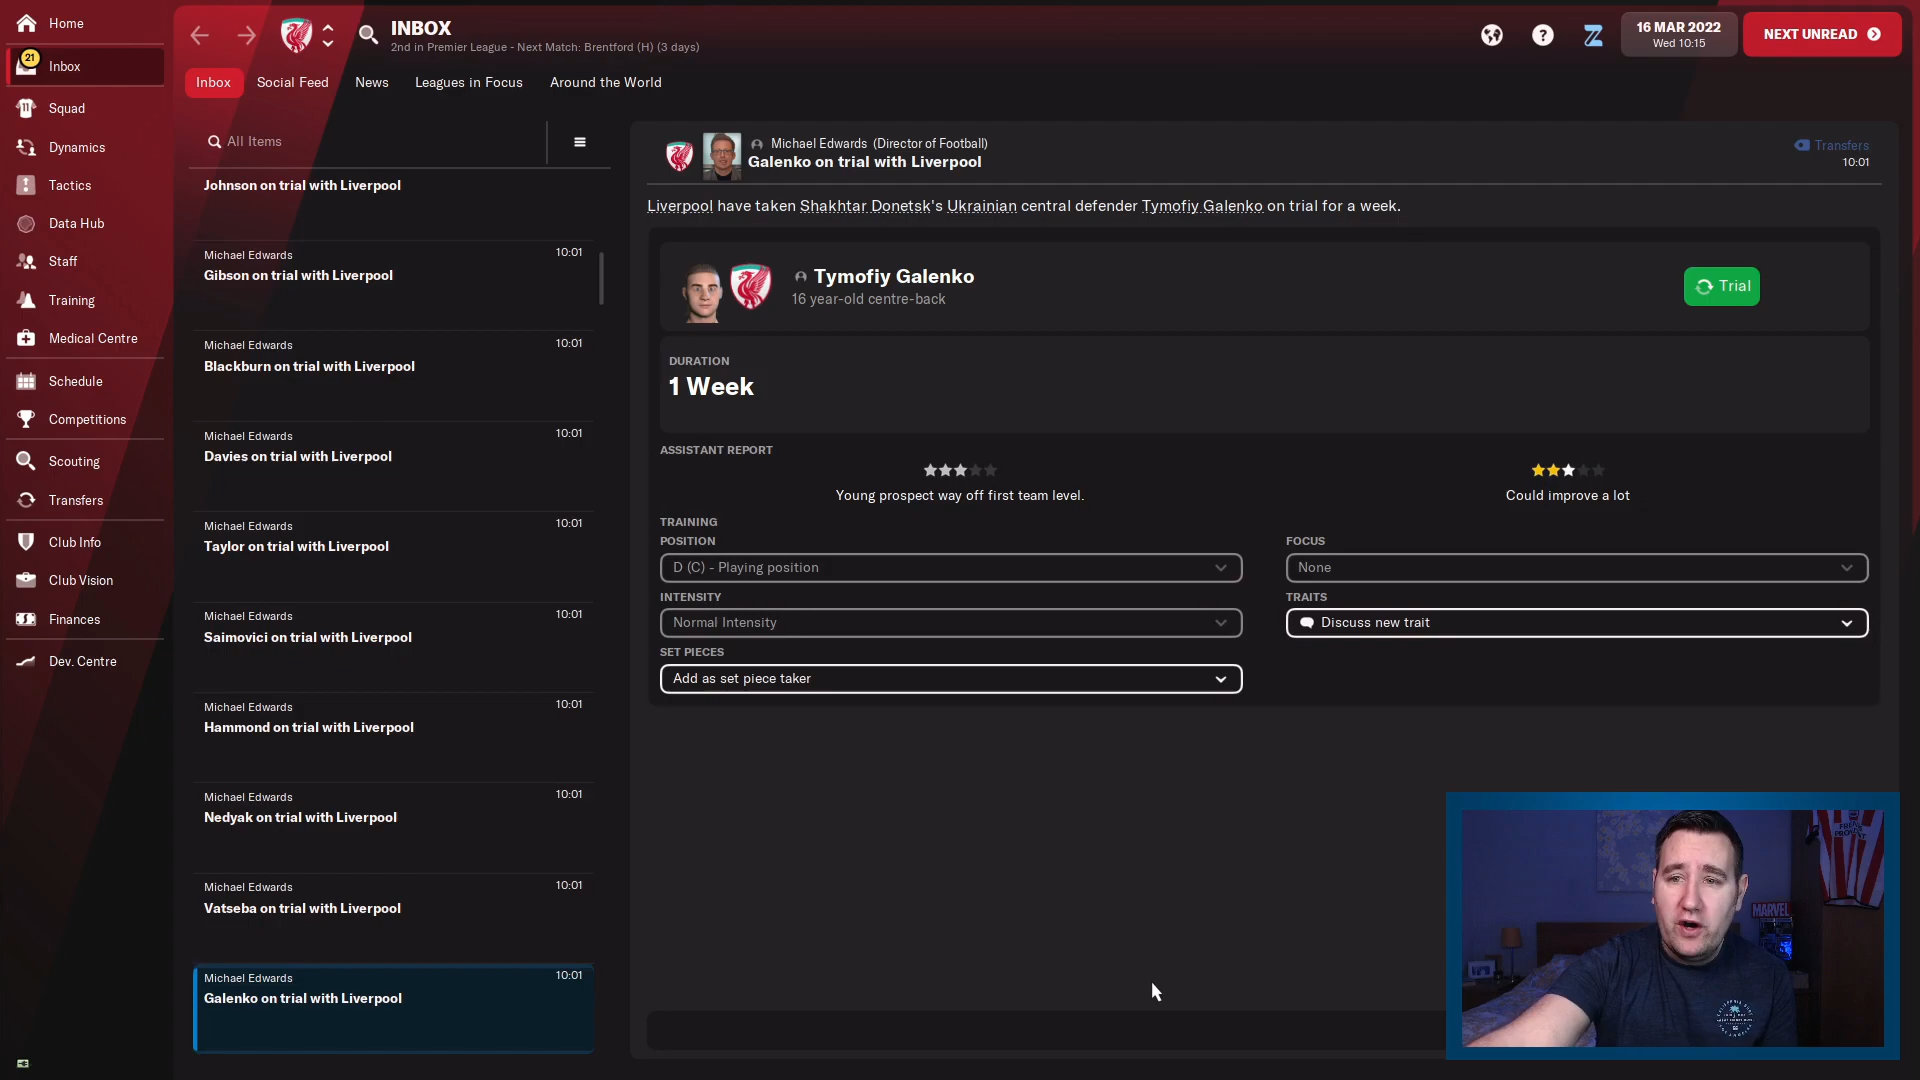 Home
21
Inbox
Squad
Dynamics
Tactics
Data Hub
Staff
Training
Medical Centre
Schedule
Competitions
Scouting
Transfers
Club Info
Club Vision
Finances
Dev. Centre
INBOX
2nd in Premier League - Next Match: Brentford (H) (3 days)
16 MAR 2022
Wed 10:15
NEXT UNREAD
Inbox
Social Feed
News
Leagues in Focus
Around the World
All Items
Johnson on trial with Liverpool
Michael Edwards 10:01
Gibson on trial with Liverpool
Michael Edwards 10:01
Blackburn on trial with Liverpool
Michael Edwards 10:01
Davies on trial with Liverpool
Michael Edwards 10:01
Taylor on trial with Liverpool
Michael Edwards 10:01
Saimovici on trial with Liverpool
Michael Edwards 10:01
Hammond on trial with Liverpool
Michael Edwards 10:01
Nedyak on trial with Liverpool
Michael Edwards 10:01
Vatseba on trial with Liverpool
Michael Edwards 10:01
Galenko on trial with Liverpool
Michael Edwards (Director of Football)
Galenko on trial with Liverpool
Transfers
10:01
Liverpool have taken Shakhtar Donetsk's Ukrainian central defender Tymofiy Galenko on trial for a week.
Tymofiy Galenko
16 year-old centre-back
Trial
DURATION
1 Week
ASSISTANT REPORT
Young prospect way off first team level.
Could improve a lot
TRAINING
POSITION
D (C) - Playing position
FOCUS
None
INTENSITY
Normal Intensity
TRAITS
Discuss new trait
SET PIECES
Add as set piece taker
MARVEL